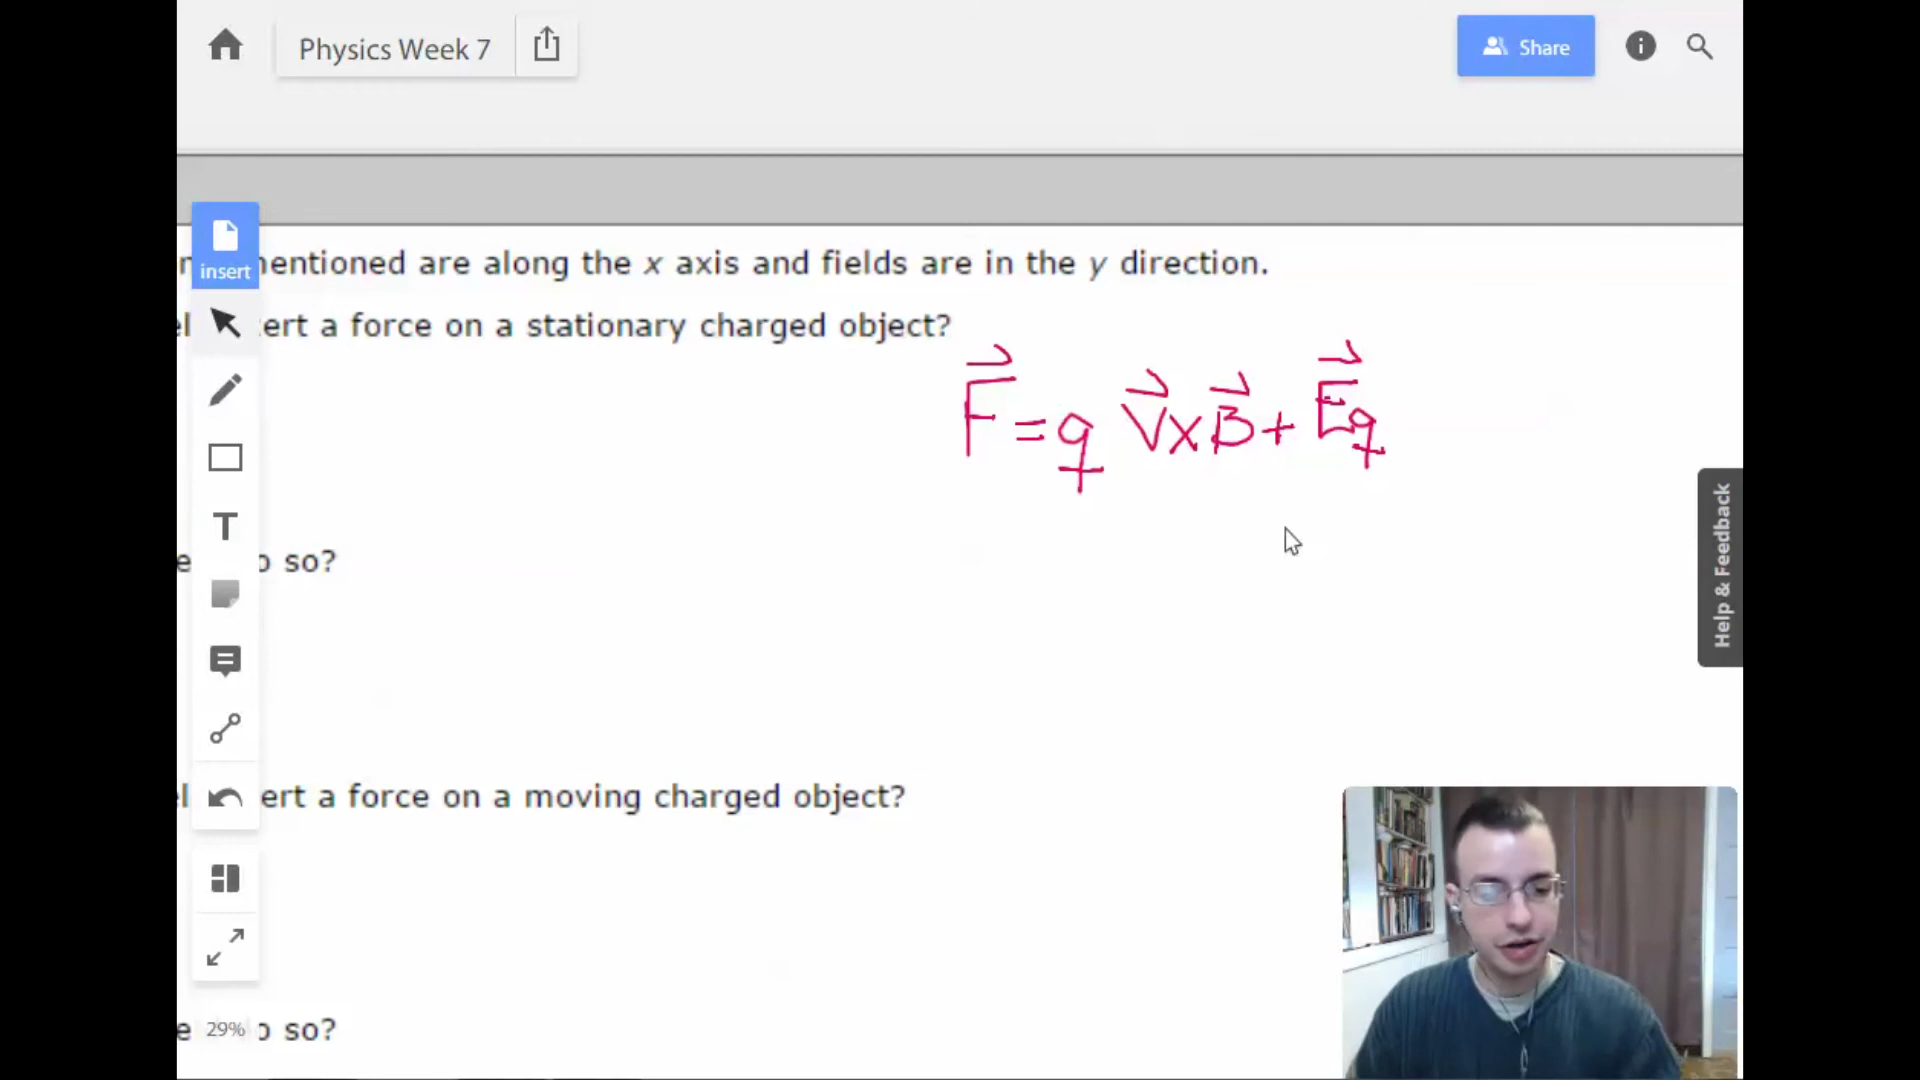 Physics Week 7
Share
insert
entioned are along the x axis and fields are in the y direction.
ert a force on a stationary charged object?
F⃗ = q V⃗ x B⃗ + E⃗q
so?
T
Help & Feedback
ert a force on a moving charged object?
29%
so?